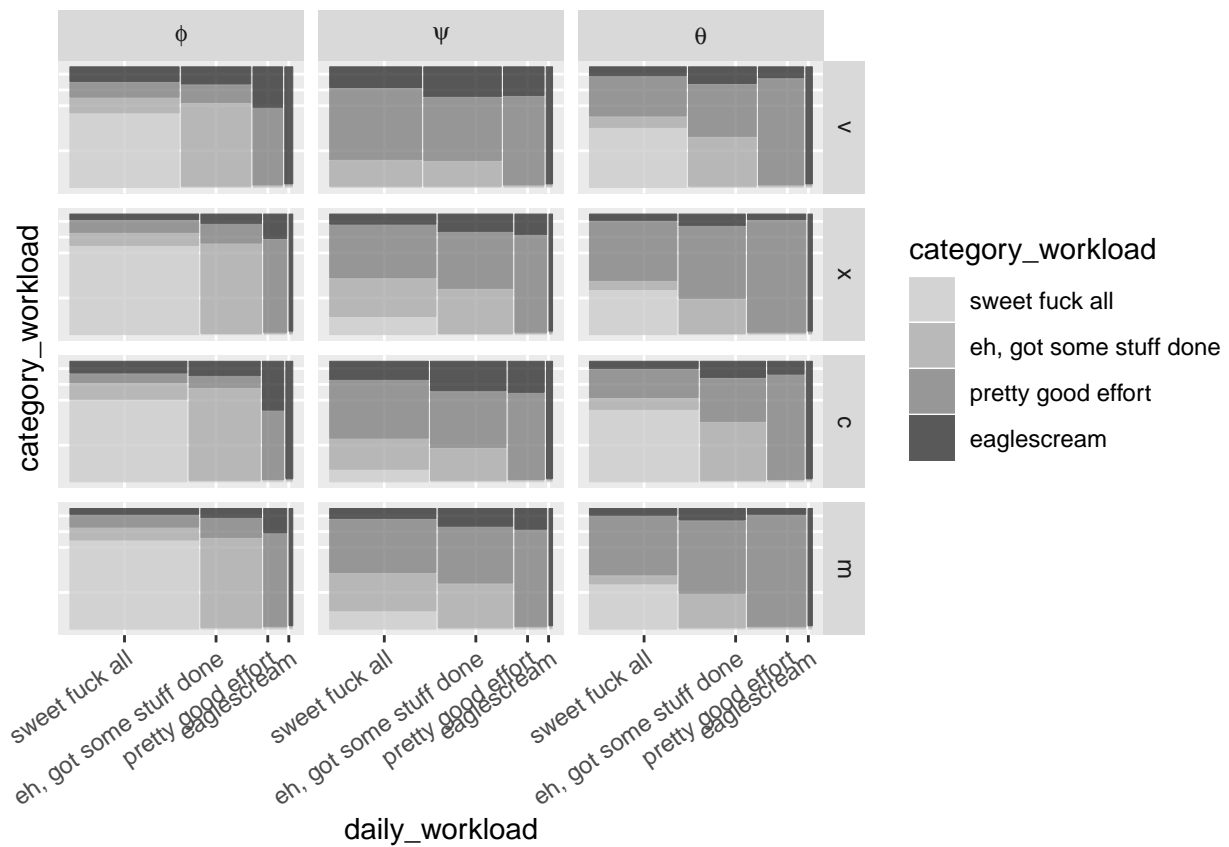 ϕ
ψ
θ
v
x
c
m
category_workload
sweet fuck all
eh, got some stuff done
pretty good effort
eaglescream
sweet fuck all
eh, got some stuff done
pretty good effort
eaglescream
sweet fuck all
eh, got some stuff done
pretty good effort
eaglescream
daily_workload
category_workload
sweet fuck all
eh, got some stuff done
pretty good effort
eaglescream